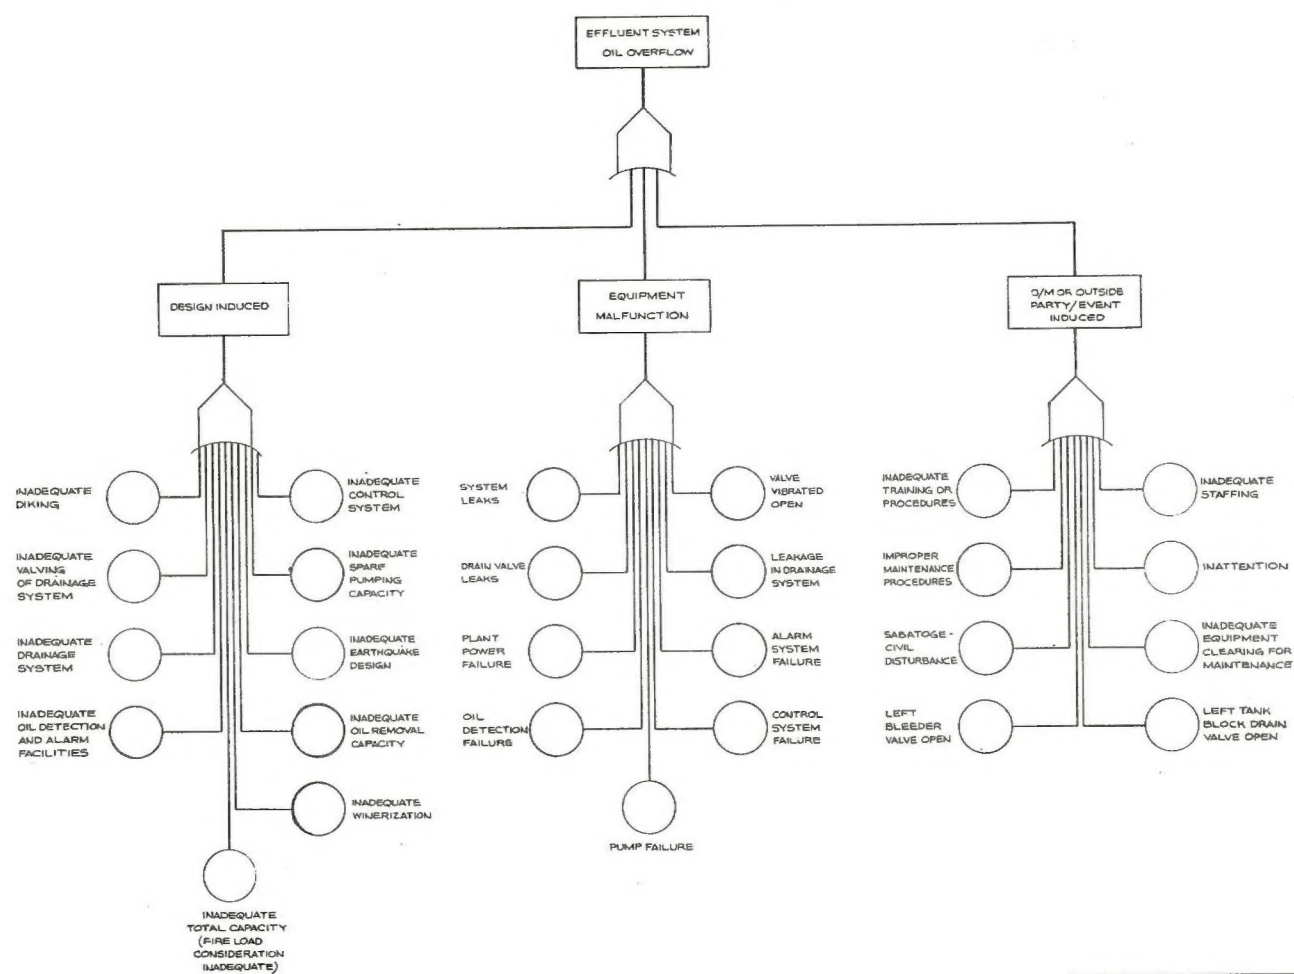 EFFLUENT SYSTEM
OIL OVERFLOW
DESIGN INDUCED
EQUIPMENT
MALFUNCTION
O/M OR OUTSIDE
PARTY/EVENT
INDUCED
INADEQUATE
DIKING
INADEQUATE
VALVING
OF DRAINAGE
SYSTEM
INADEQUATE
DRAINAGE
SYSTEM
INADEQUATE
OIL DETECTION
AND ALARM
FACILITIES
INADEQUATE
CONTROL
SYSTEM
INADEQUATE
SPARE
PUMPING
CAPACITY
INADEQUATE
EARTHQUAKE
DESIGN
INADEQUATE
OIL REMOVAL
CAPACITY
INADEQUATE
WINERIZATION
INADEQUATE
TOTAL CAPACITY
(FIRE LOAD
CONSIDERATION
INADEQUATE)
SYSTEM
LEAKS
DRAIN VALVE
LEAKS
PLANT
POWER
FAILURE
OIL
DETECTION
FAILURE
VALVE
VIBRATED
OPEN
LEAKAGE
IN DRAINAGE
SYSTEM
ALARM
SYSTEM
FAILURE
CONTROL
SYSTEM
FAILURE
PUMP FAILURE
INADEQUATE
TRAINING OR
PROCEDURES
IMPROPER
MAINTENANCE
PROCEDURES
SABATOGE -
CIVIL
DISTURBANCE
LEFT
BLEEDER
VALVE OPEN
INADEQUATE
STAFFING
INATTENTION
INADEQUATE
EQUIPMENT
CLEARING FOR
MAINTENANCE
LEFT TANK
BLOCK DRAIN
VALVE OPEN